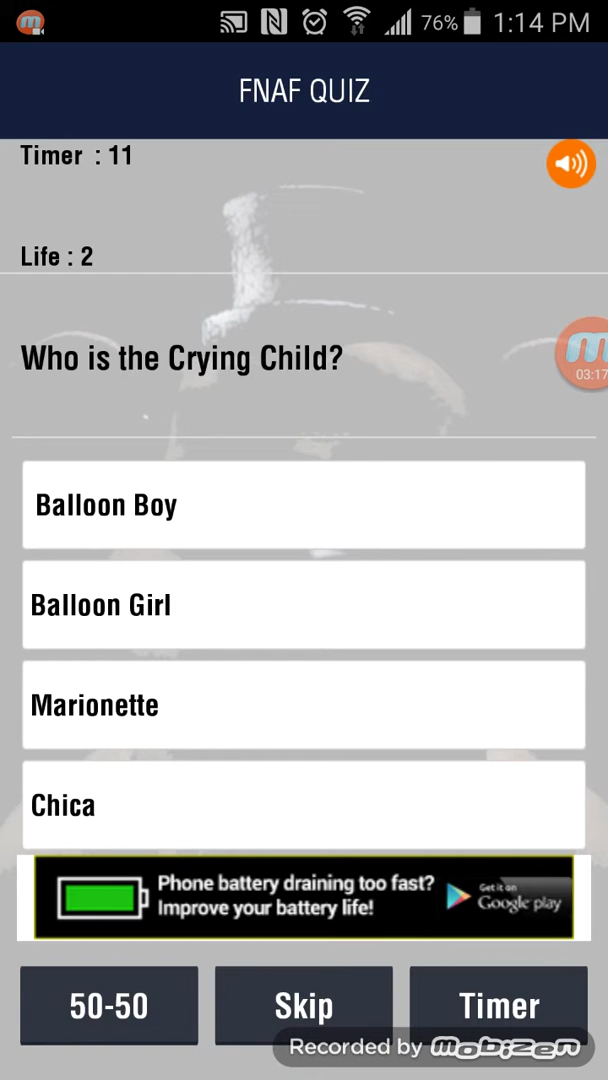 m
76% 1:14 PM
FNAF QUIZ
Timer : 11
Life : 2
Who is the Crying Child?
m
03:17
Balloon Boy
Balloon Girl
Marionette
Chica
Phone battery draining too fast?
Improve your battery life!
Get it on
Google play
50-50
Skip
Timer
Recorded by mobizen